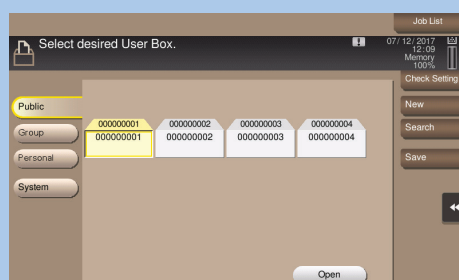 Job List
Select desired User Box.
07/12/2017
12:09
Memory
100%
Check Setting
Public
New
000000001 000000002 000000003 000000004
000000001 000000002 000000003 000000004
Group
Search
Personal
Save
System
Open